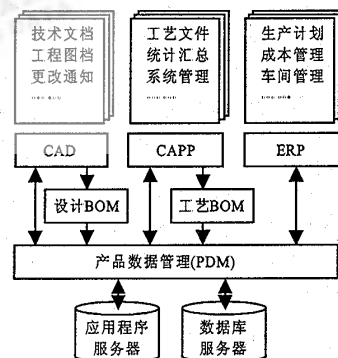 技术文档
工程图档
更改通知
……
工艺文件
统计汇总
系统管理
……
生产计划
成本管理
车间管理
……
CAD
CAPP
ERP
设计BOM
工艺BOM
产品数据管理(PDM)
应用程序
服务器
数据库
服务器